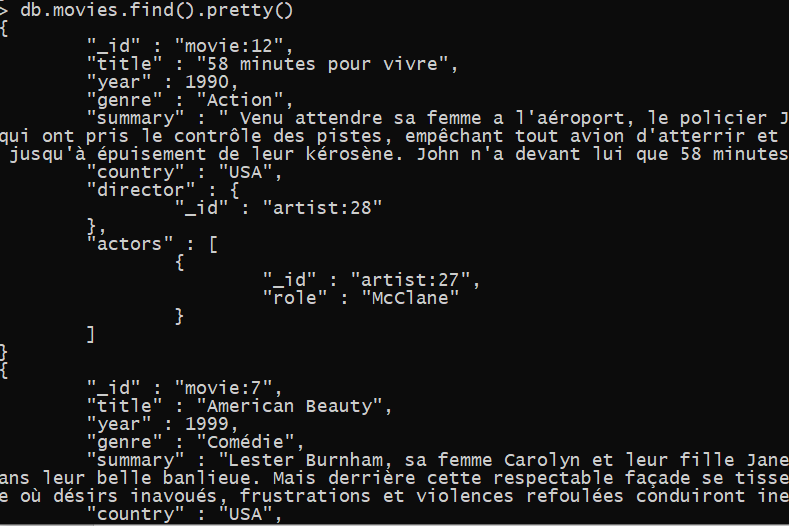 > db.movies.find().pretty()
{
"_id" : "movie:12",
"title" : "58 minutes pour vivre",
"year" : 1990,
"genre" : "Action",
"summary" : " Venu attendre sa femme a l'aéroport, le policier J
qui ont pris le contrôle des pistes, empêchant tout avion d'atterrir et
jusqu'à épuisement de leur kérosène. John n'a devant lui que 58 minutes
"country" : "USA",
"director" : {
"_id" : "artist:28"
},
"actors" : [
{
"_id" : "artist:27",
"role" : "McClane"
}
]
}
{
"_id" : "movie:7",
"title" : "American Beauty",
"year" : 1999,
"genre" : "Comédie",
"summary" : "Lester Burnham, sa femme Carolyn et leur fille Jane
ans leur belle banlieue. Mais derrière cette respectable façade se tisse
e où désirs inavoués, frustrations et violences refoulées conduiront ine
"country" : "USA",